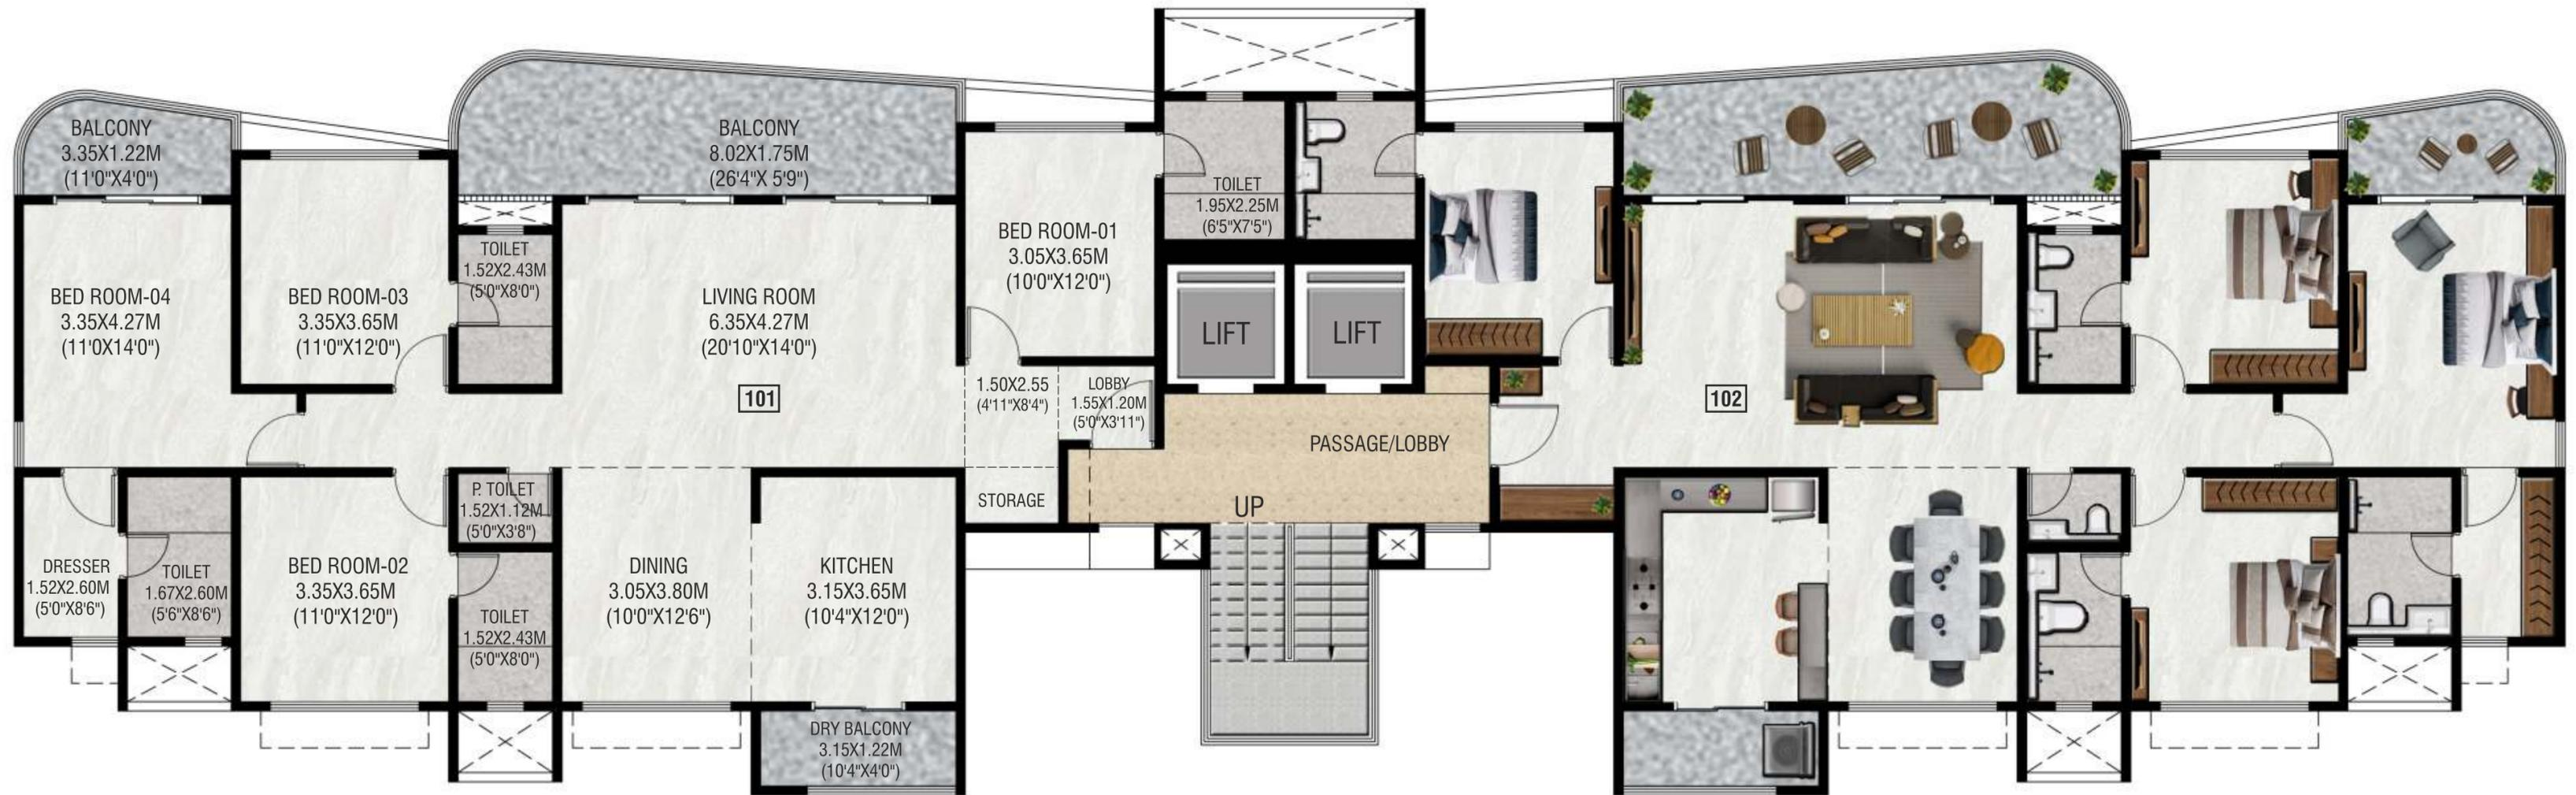 BALCONY
3.35X1.22M
(11'0"X4'0")
BALCONY
8.02X1.75M
(26'4"X 5'9")
TOILET
1.95X2.25M
(6'5"X7'5")
BED ROOM-01
3.05X3.65M
(10'0"X12'0")
TOILET
1.52X2.43M
(5'0"X8'0")
BED ROOM-04
3.35X4.27M
(11'0X14'0")
BED ROOM-03
3.35X3.65M
(11'0"X12'0")
LIVING ROOM
6.35X4.27M
(20'10"X14'0")
LIFT
LIFT
101
1.50X2.55
(4'11"X8'4")
LOBBY
1.55X1.20M
(5'0"X3'11")
102
PASSAGE/LOBBY
P. TOILET
1.52X1.12M
(5'0"X3'8")
STORAGE
UP
DRESSER
1.52X2.60M
(5'0"X8'6")
TOILET
1.67X2.60M
(5'6"X8'6")
BED ROOM-02
3.35X3.65M
(11'0"X12'0")
TOILET
1.52X2.43M
(5'0"X8'0")
DINING
3.05X3.80M
(10'0"X12'6")
KITCHEN
3.15X3.65M
(10'4"X12'0")
DRY BALCONY
3.15X1.22M
(10'4"X4'0")